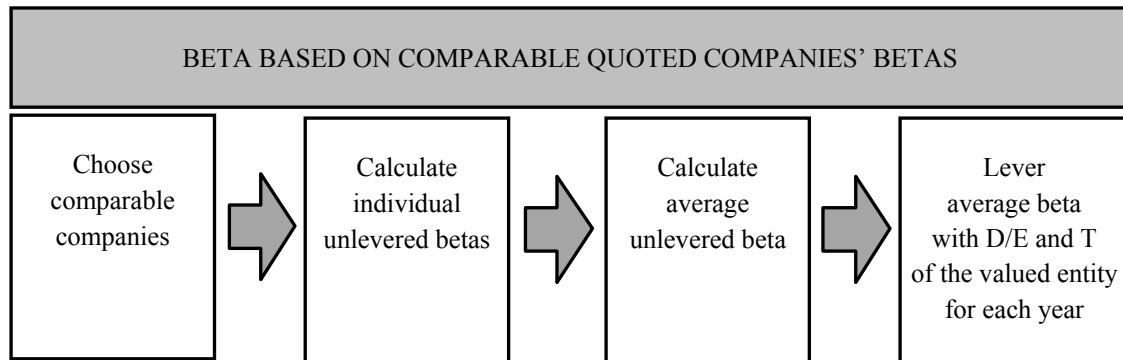 BETA BASED ON COMPARABLE QUOTED COMPANIES’ BETAS
Choose
comparable
companies
Calculate
individual
unlevered betas
Calculate
average
unlevered beta
Lever
average beta
with D/E and T
of the valued entity
for each year